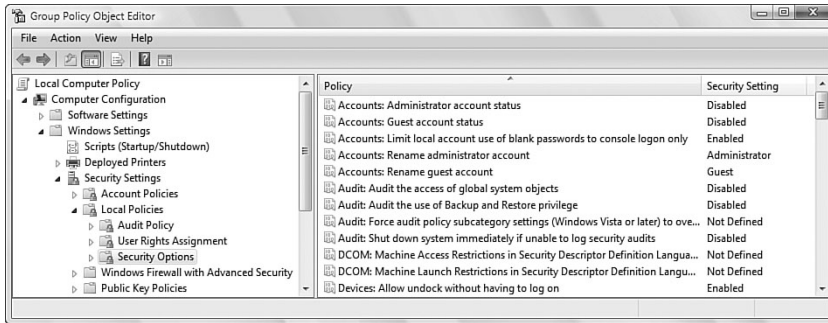 Group Policy Object Editor
File Action View Help
Local Computer Policy
Computer Configuration
Software Settings
Windows Settings
Scripts (Startup/Shutdown)
Deployed Printers
Security Settings
Account Policies
Local Policies
Audit Policy
User Rights Assignment
Security Options
Windows Firewall with Advanced Security
Public Key Policies
Policy Security Setting
Accounts: Administrator account status Disabled
Accounts: Guest account status Disabled
Accounts: Limit local account use of blank passwords to console logon only Enabled
Accounts: Rename administrator account Administrator
Accounts: Rename guest account Guest
Audit: Audit the access of global system objects Disabled
Audit: Audit the use of Backup and Restore privilege Disabled
Audit: Force audit policy subcategory settings (Windows Vista or later) to ove... Not Defined
Audit: Shut down system immediately if unable to log security audits Disabled
DCOM: Machine Access Restrictions in Security Descriptor Definition Langua... Not Defined
DCOM: Machine Launch Restrictions in Security Descriptor Definition Langu... Not Defined
Devices: Allow undock without having to log on Enabled